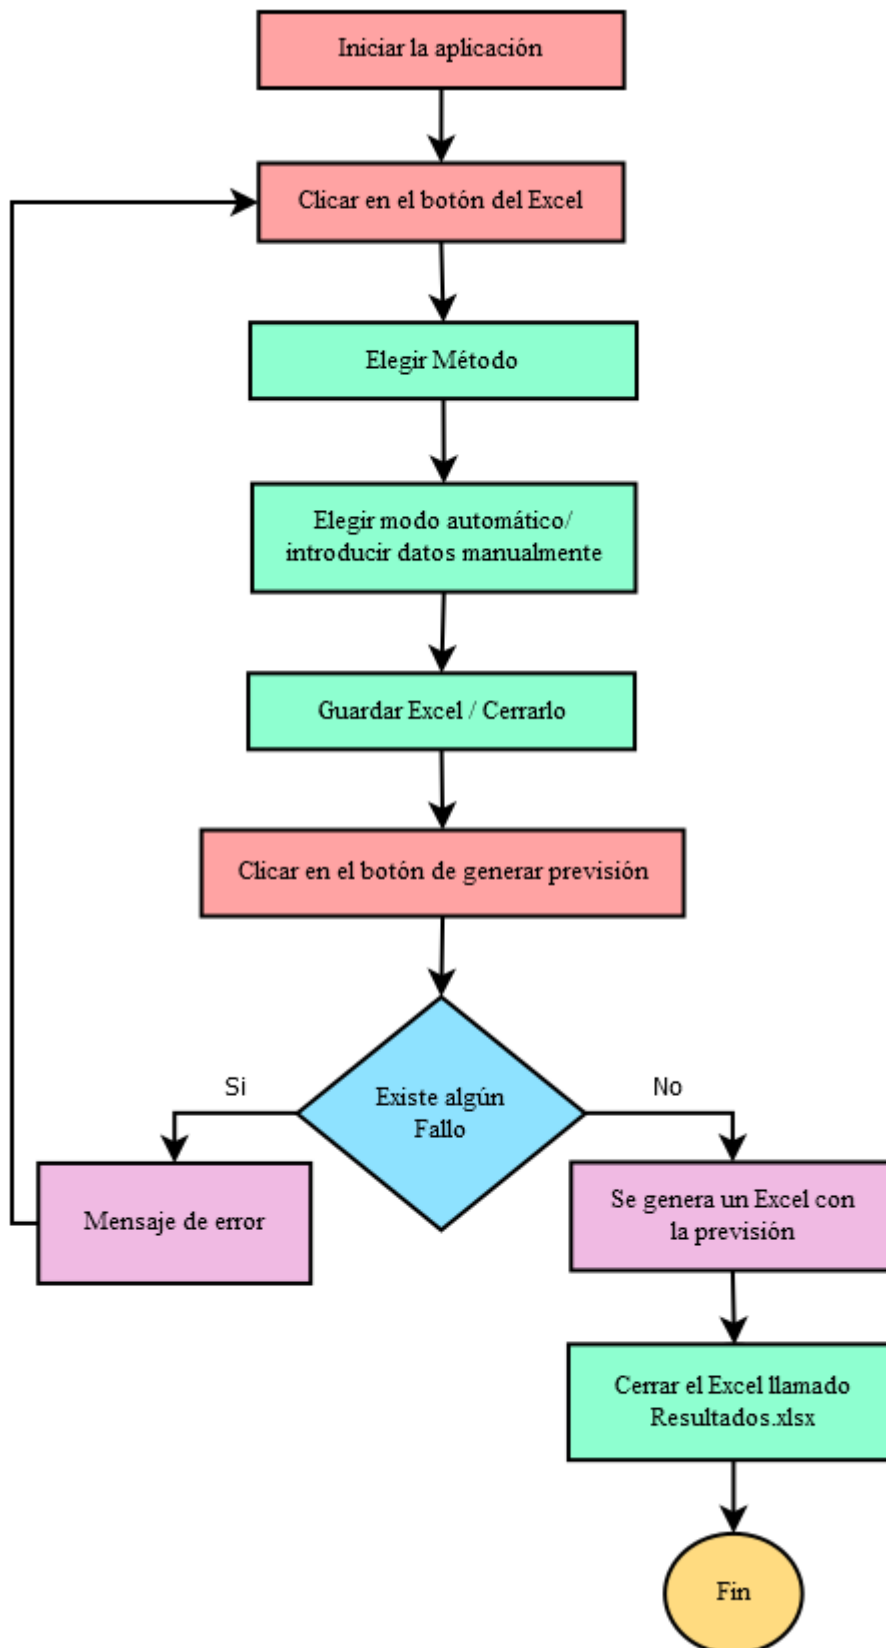 Iniciar la aplicación
Clicar en el botón del Excel
Elegir Método
Elegir modo automático/
introducir datos manualmente
Guardar Excel / Cerrarlo
Clicar en el botón de generar previsión
Existe algún
Fallo
Si
No
Mensaje de error
Se genera un Excel con
la previsión
Cerrar el Excel llamado
Resultados.xlsx
Fin